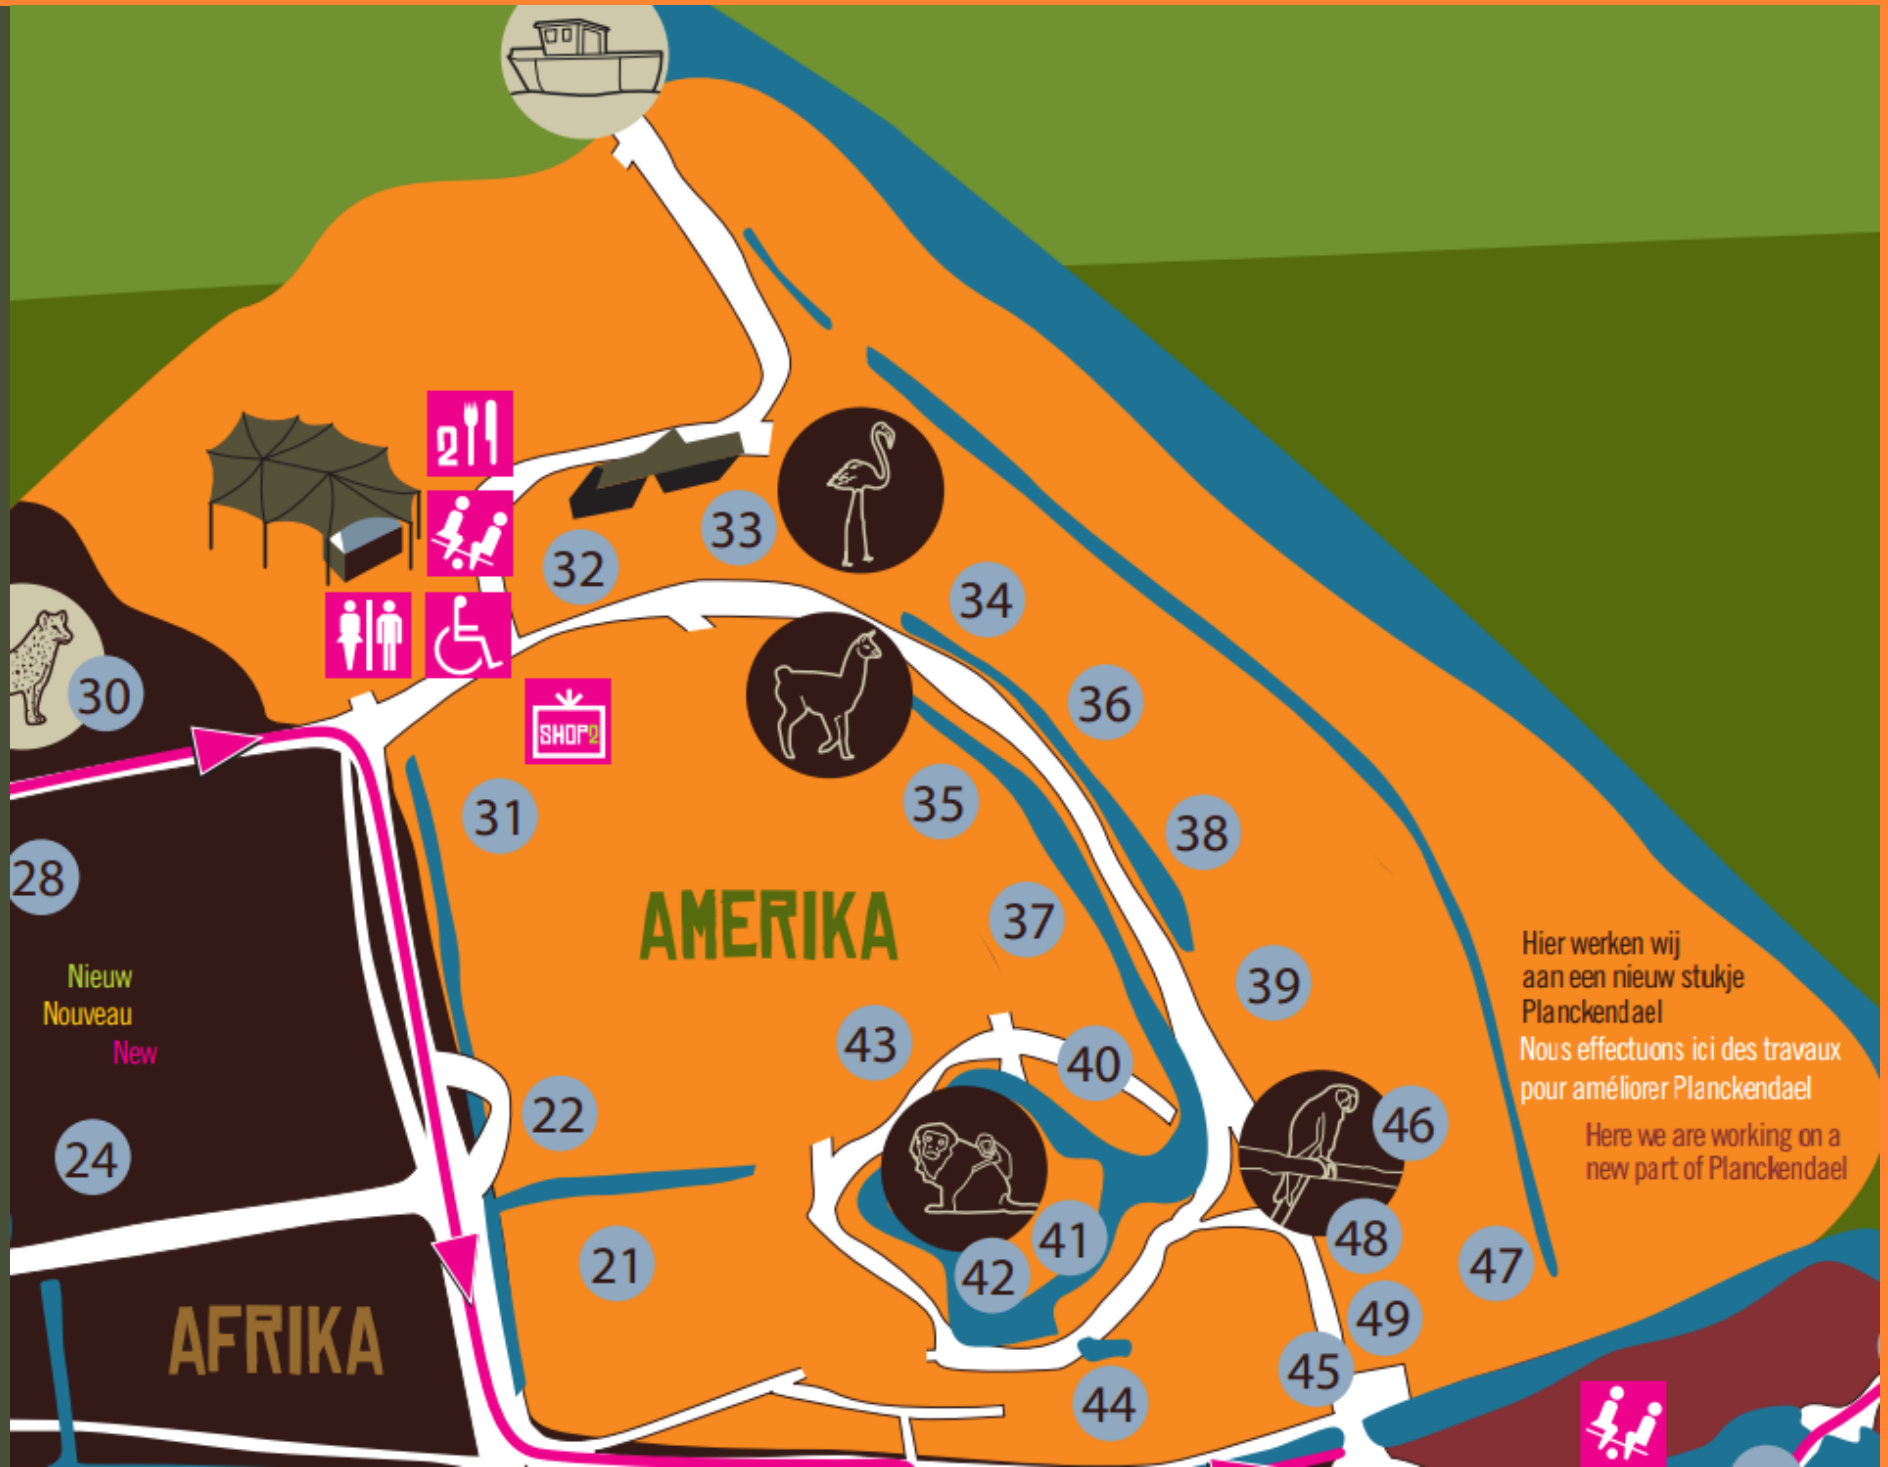 2
33
32
34
30
36
SHOP2
35
31
38
28
AMERIKA
37
Hier werken wij
aan een nieuw stukje
Planckendael
Nous effectuons ici des travaux
pour améliorer Planckendael
Here we are working on a
new part of Planckendael
Nieuw
Nouveau
New
39
43
40
22
46
24
41
48
21
42
47
AFRIKA
49
45
44